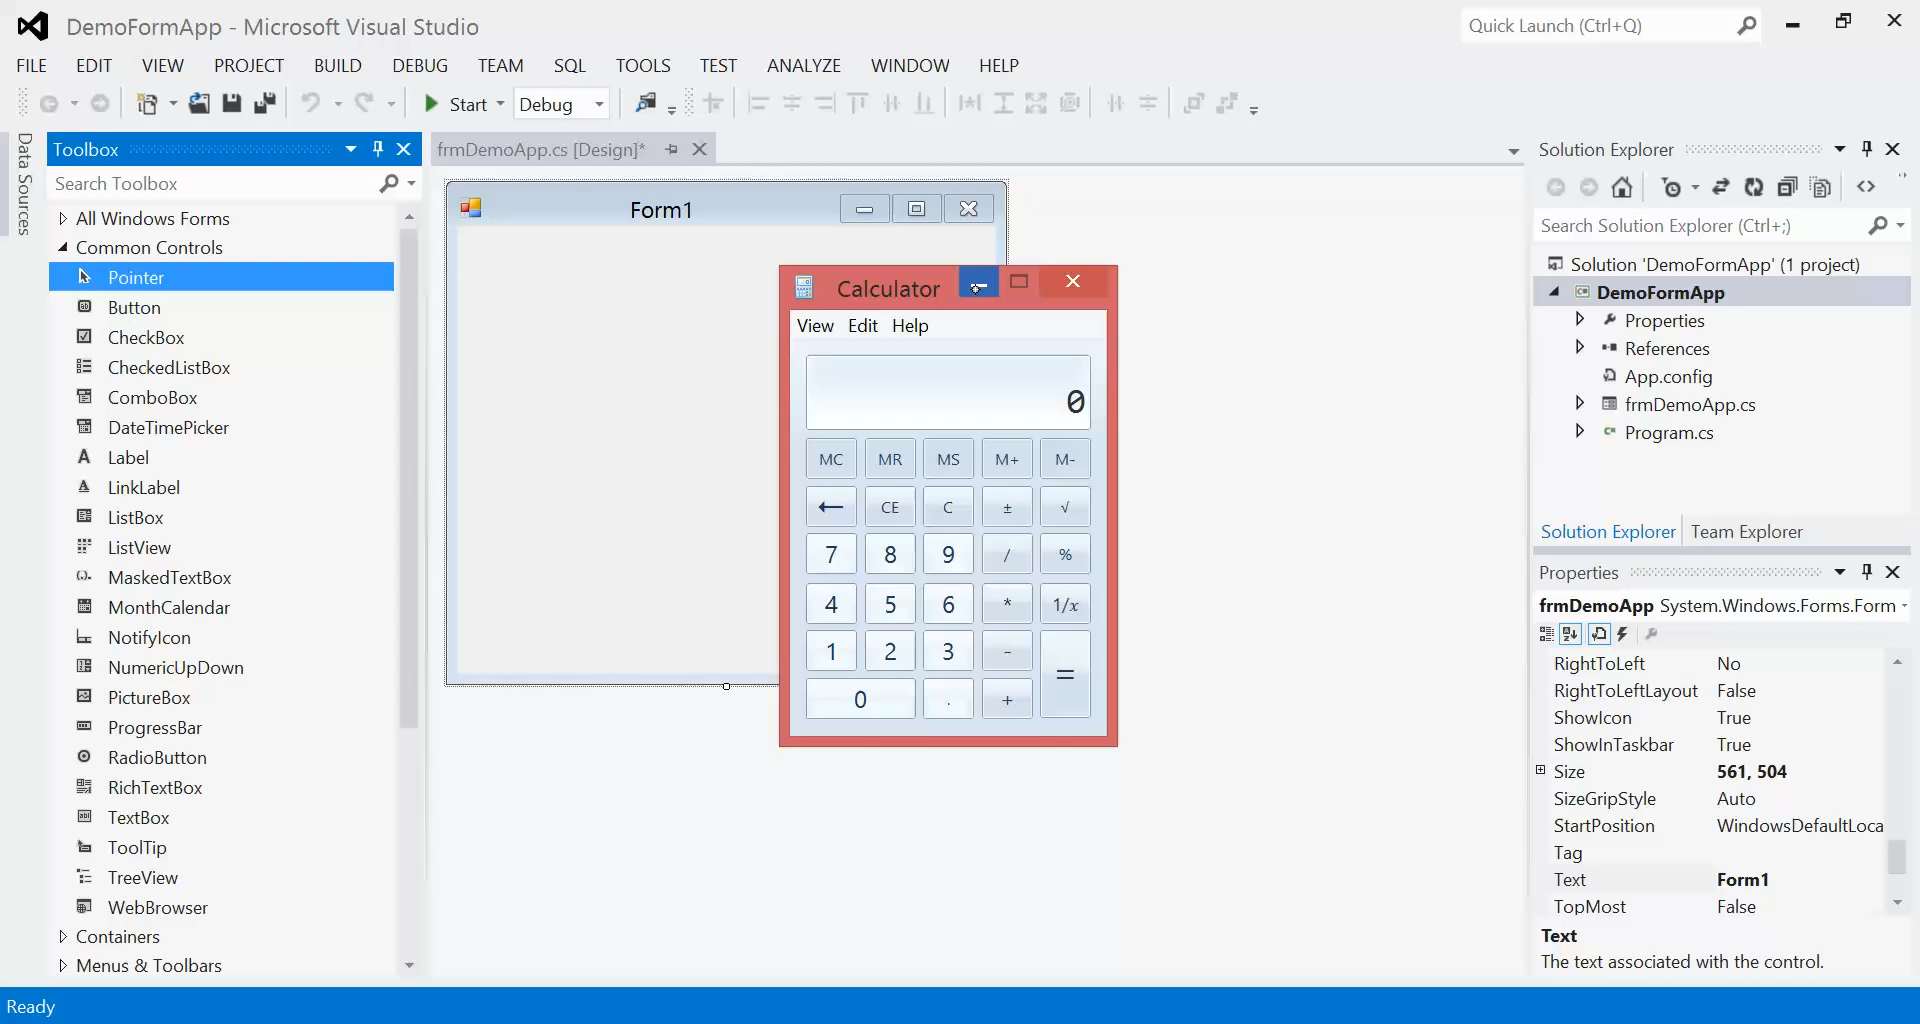 DemoFormApp - Microsoft Visual Studio
Quick Launch (Ctrl+Q)
FILE EDIT VIEW PROJECT BUILD DEBUG TEAM SQL TOOLS TEST ANALYZE WINDOW HELP
Start Debug
Data Sources
Toolbox
Search Toolbox
All Windows Forms
Common Controls
Pointer
Button
CheckBox
CheckedListBox
ComboBox
DateTimePicker
Label
LinkLabel
ListBox
ListView
MaskedTextBox
MonthCalendar
NotifyIcon
NumericUpDown
PictureBox
ProgressBar
RadioButton
RichTextBox
TextBox
ToolTip
TreeView
WebBrowser
Containers
Menus & Toolbars
frmDemoApp.cs [Design]*
Form1
Calculator
View Edit Help
0
MC MR MS M+ M-
← CE C ± √
7 8 9 / %
4 5 6 * 1/x
1 2 3 - =
0 . +
Solution Explorer
Search Solution Explorer (Ctrl+;)
Solution 'DemoFormApp' (1 project)
DemoFormApp
Properties
References
App.config
frmDemoApp.cs
Program.cs
Solution Explorer Team Explorer
Properties
frmDemoApp System.Windows.Forms.Form
RightToLeft No
RightToLeftLayout False
ShowIcon True
ShowInTaskbar True
Size 561, 504
SizeGripStyle Auto
StartPosition WindowsDefaultLoca
Tag
Text Form1
TopMost False
Text
The text associated with the control.
Ready